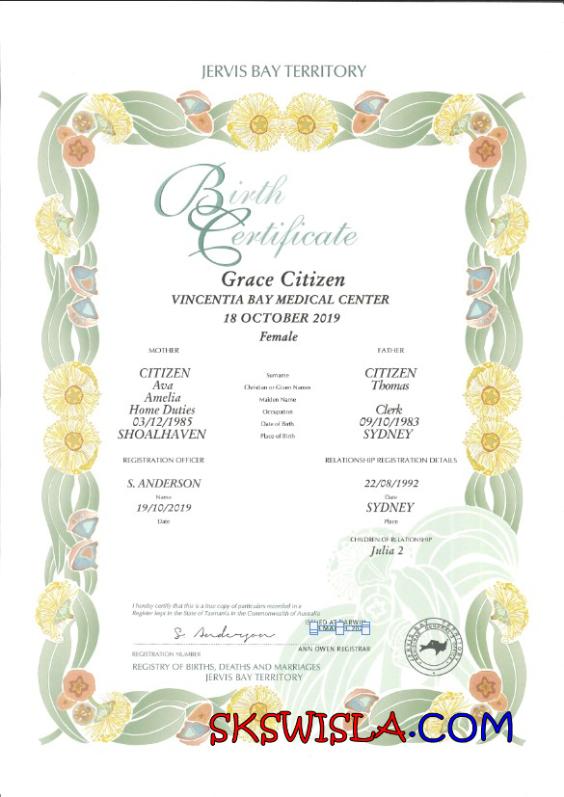 JERVIS BAY TERRITORY
Birth
Certificate
Grace Citizen
VINCENTIA BAY MEDICAL CENTER
18 OCTOBER 2019
Female
MOTHER
FATHER
CITIZEN Surname CITIZEN
Ava Christian or Given Names Thomas
Amelia Maiden Name
Home Duties Occupation Clerk
03/12/1985 Date of Birth 09/10/1983
SHOALHAVEN Place of Birth SYDNEY
REGISTRATION OFFICER
RELATIONSHIP REGISTRATION DETAILS
S. ANDERSON 22/08/1992
Name Date
19/10/2019 SYDNEY
Date Place
CHILDREN OF RELATIONSHIP
Julia 2
I hereby certify that this is a true copy of particulars recorded in a
Register kept in the State of Tasmania in the Commonwealth of Australia
S. Anderson
ANN OWEN REGISTRAR
REGISTRATION NUMBER
REGISTRY OF BIRTHS, DEATHS AND MARRIAGES
JERVIS BAY TERRITORY
SKSWISLA.COM